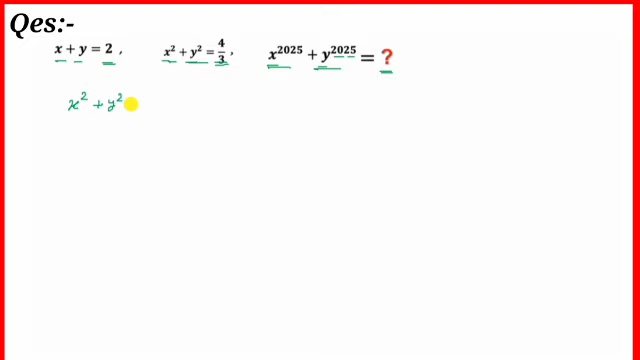 Qes:-
x + y = 2 , x² + y² = 4/3 , x²⁰²⁵ + y²⁰²⁵ = ?
x² + y²